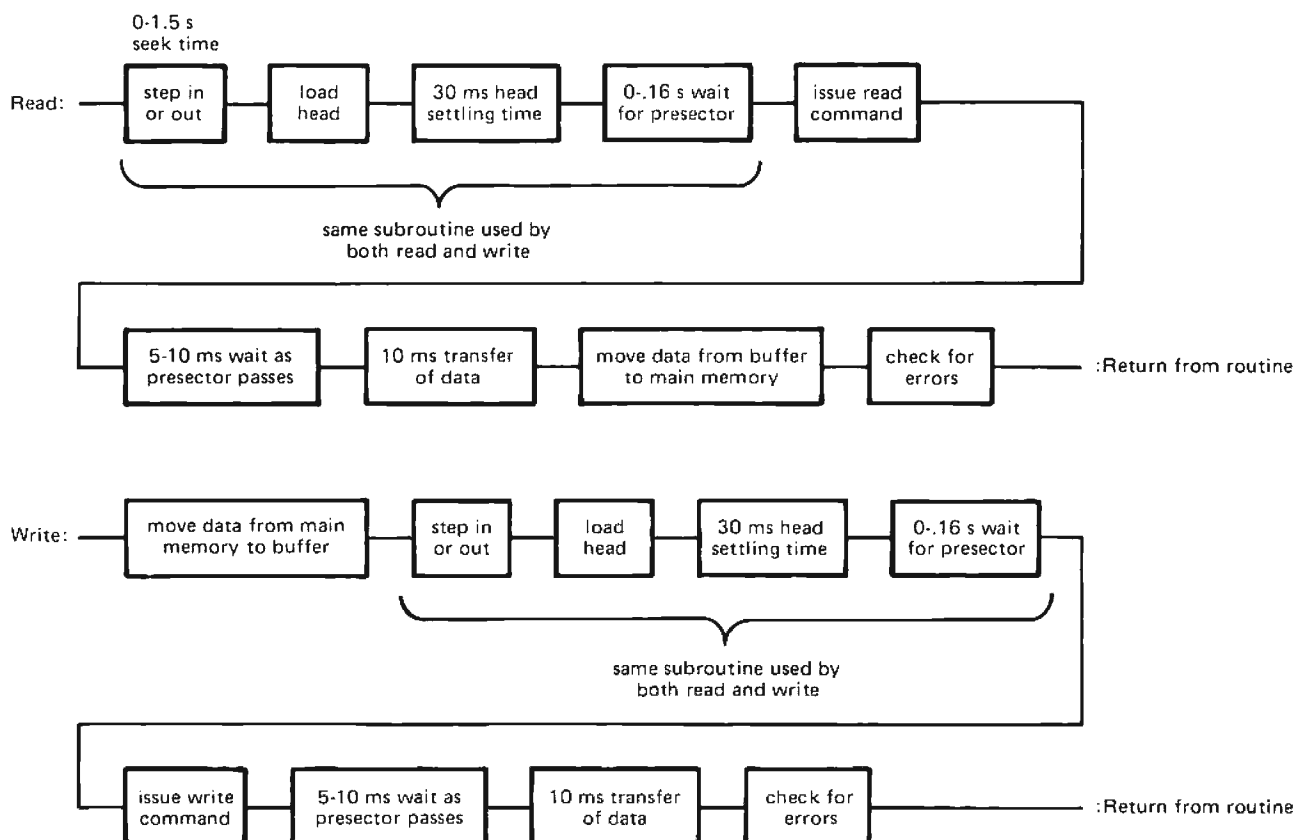 0-1.5 s
seek time
Read:
step in
or out
load
head
30 ms head
settling time
0-.16 s wait
for presector
issue read
command
same subroutine used by
both read and write
5-10 ms wait as
presector passes
10 ms transfer
of data
move data from buffer
to main memory
check for
errors
:Return from routine
Write:
move data from main
memory to buffer
step in
or out
load
head
30 ms head
settling time
0-.16 s wait
for presector
same subroutine used by
both read and write
issue write
command
5-10 ms wait as
presector passes
10 ms transfer
of data
check for
errors
:Return from routine